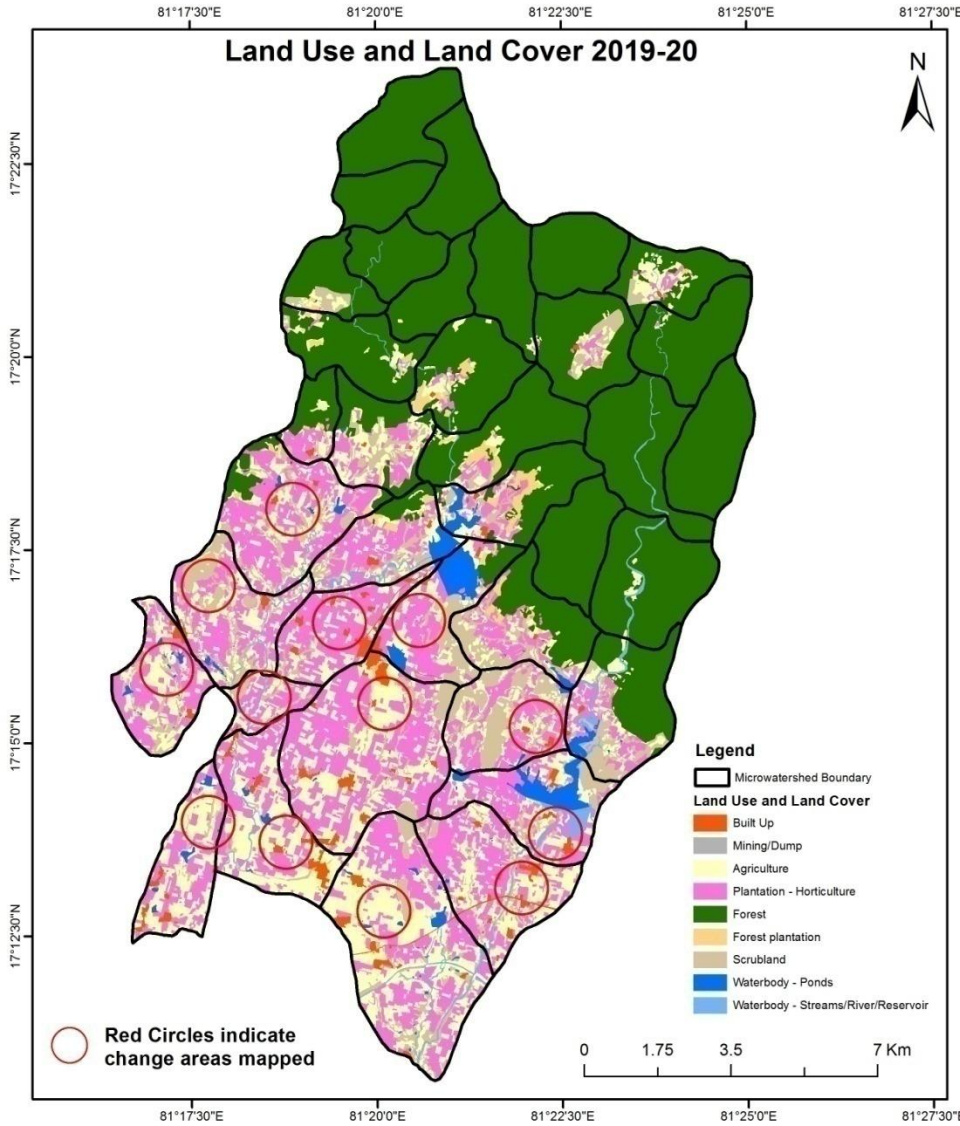 81°17'30"E 81°20'0"E 81°22'30"E 81°25'0"E 81°27'30"E
Land Use and Land Cover 2019-20
N
17°22'30"N
17°20'0"N
17°17'30"N
17°15'0"N
17°12'30"N
Legend
Microwatershed Boundary
Land Use and Land Cover
Built Up
Mining/Dump
Agriculture
Plantation - Horticulture
Forest
Forest plantation
Scrubland
Waterbody - Ponds
Waterbody - Streams/River/Reservoir
Red Circles indicate
change areas mapped
0 1.75 3.5 7 Km
81°17'30"E 81°20'0"E 81°22'30"E 81°25'0"E 81°27'30"E